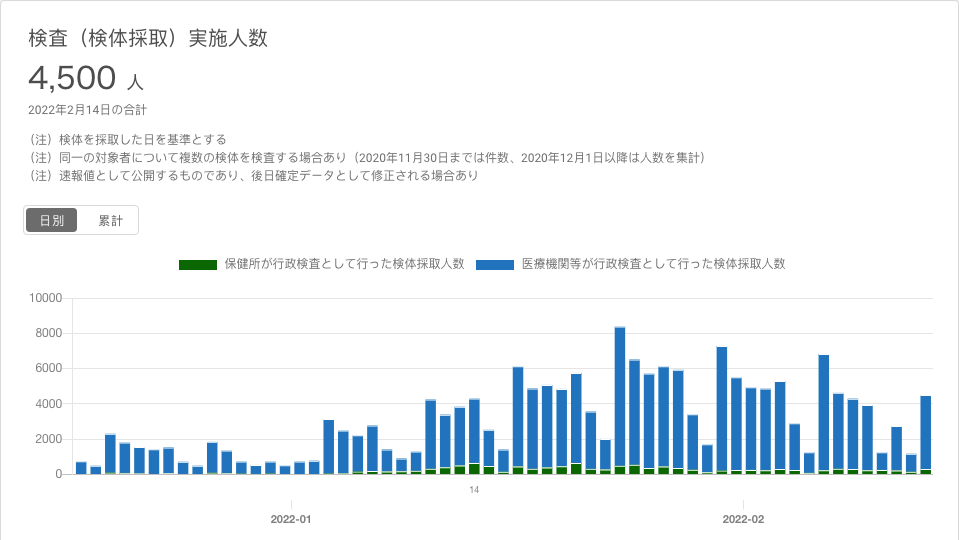 検査（検体採取）実施人数
4,500 人
2022年2月14日の合計
（注）検体を採取した日を基準とする
（注）同一の対象者について複数の検体を検査する場合あり（2020年11月30日までは件数、2020年12月1日以降は人数を集計）
（注）速報値として公開するものであり、後日確定データとして修正される場合あり
日別 累計
保健所が行政検査として行った検体採取人数 医療機関等が行政検査として行った検体採取人数
10000
8000
6000
4000
2000
0
14
2022-01 2022-02